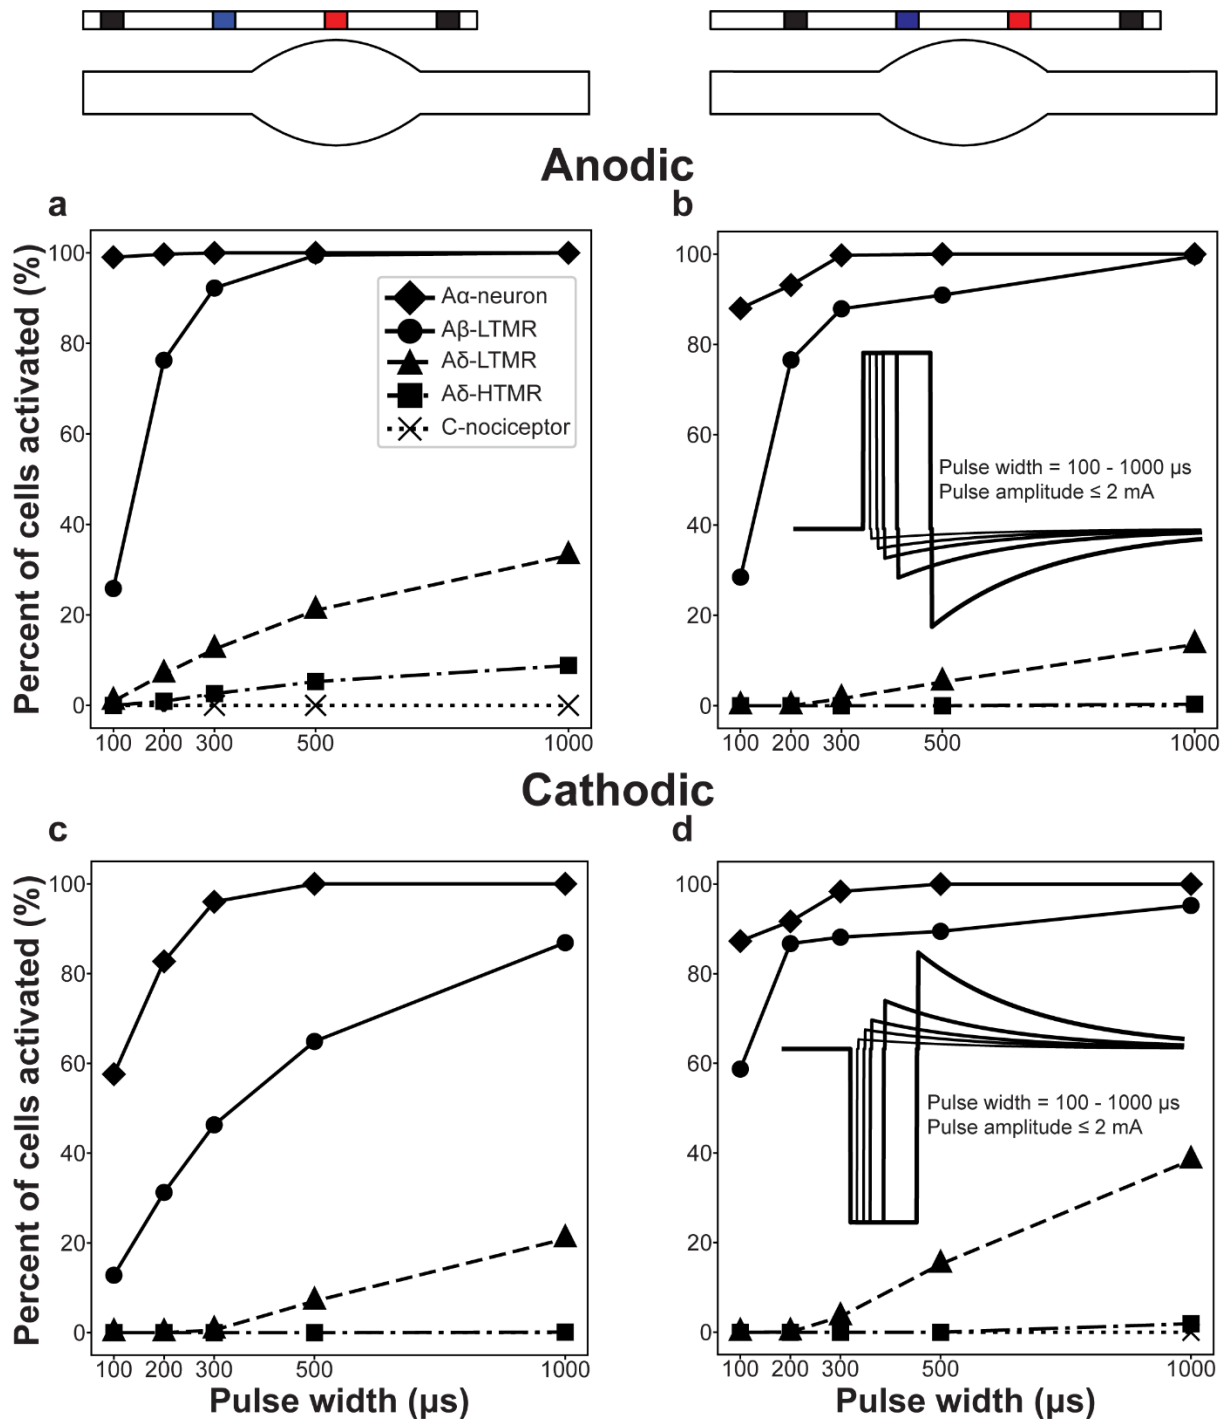 Anodic
a
b
Percent of cells activated (%)
100
80
60
40
20
0
Aα-neuron
Aβ-LTMR
Aδ-LTMR
Aδ-HTMR
C-nociceptor
100 200 300 500 1000
100
80
60
40
20
0
Pulse width = 100 - 1000 µs
Pulse amplitude ≤ 2 mA
100 200 300 500 1000
Cathodic
c
d
Percent of cells activated (%)
100
80
60
40
20
0
100 200 300 500 1000
Pulse width (µs)
100
80
60
40
20
0
Pulse width = 100 - 1000 µs
Pulse amplitude ≤ 2 mA
100 200 300 500 1000
Pulse width (µs)